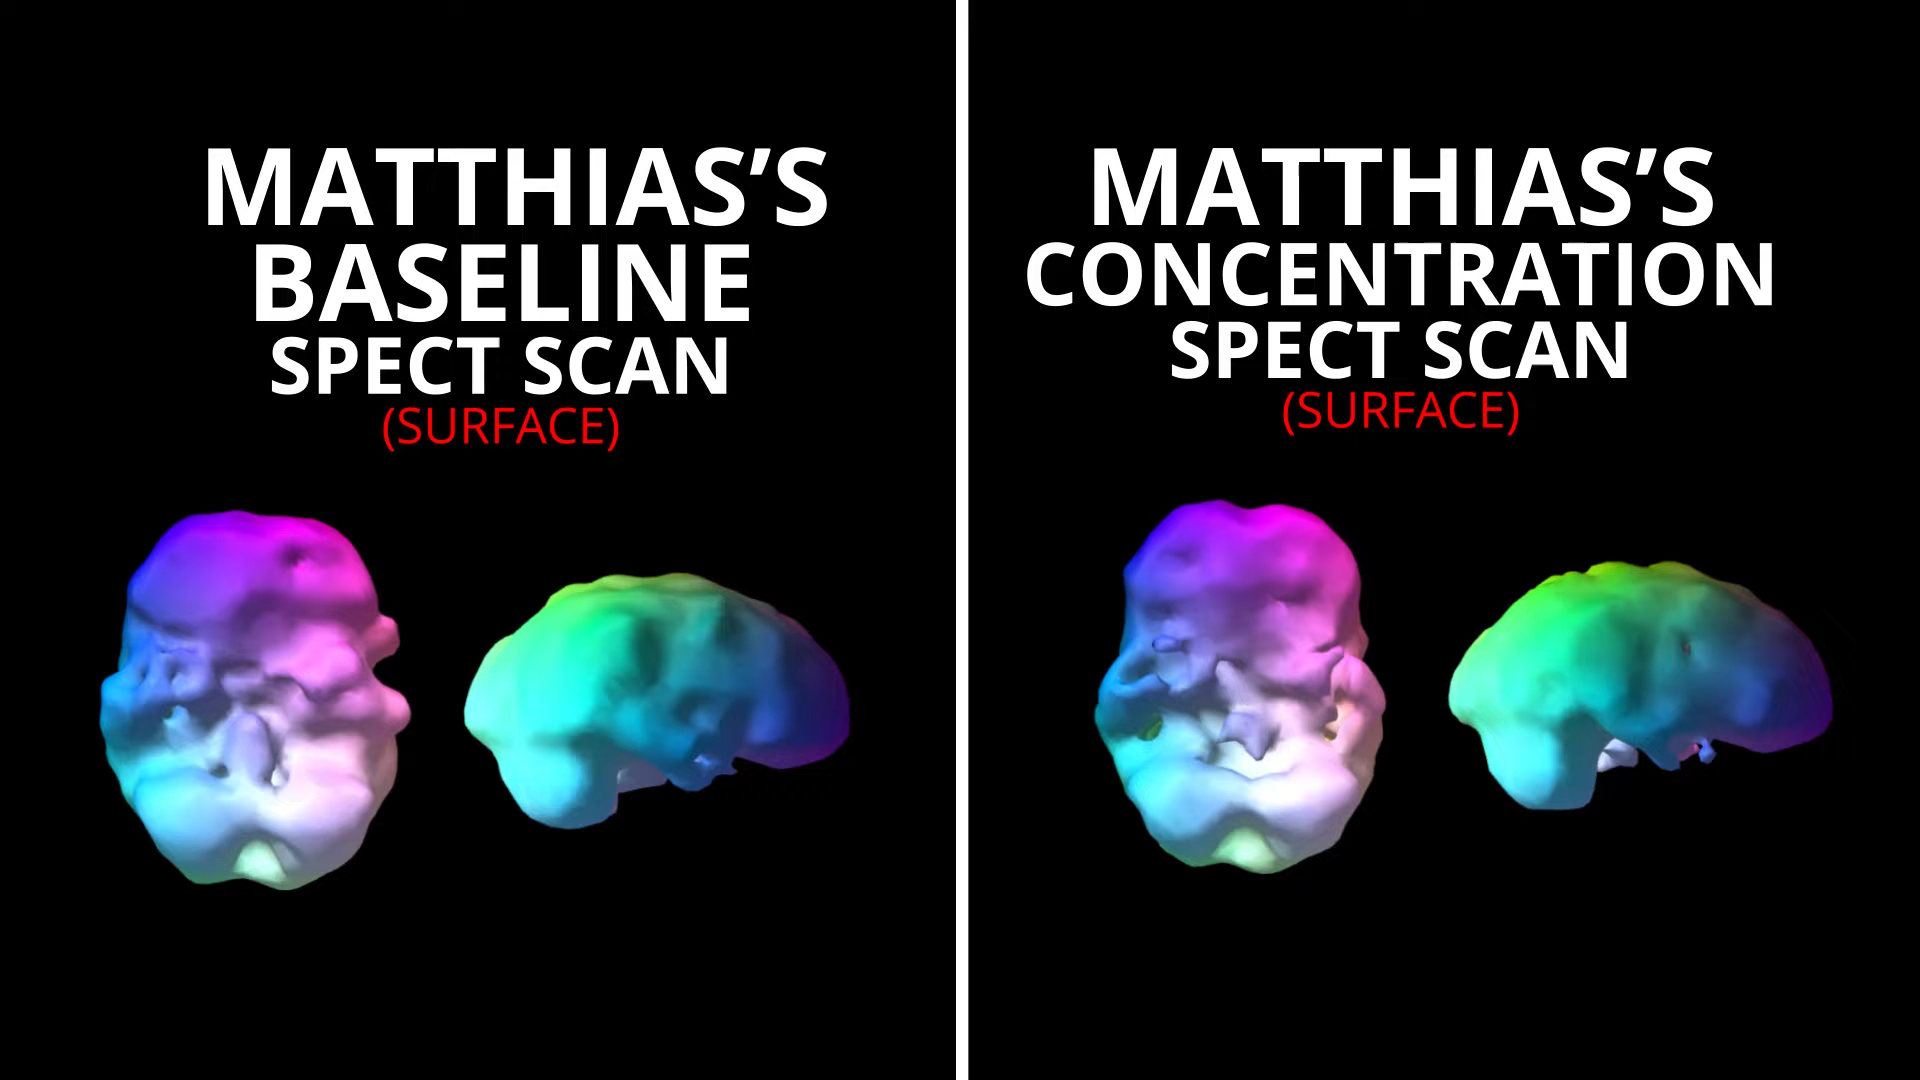 MATTHIAS’S
BASELINE
SPECT SCAN
(SURFACE)
MATTHIAS’S
CONCENTRATION
SPECT SCAN
(SURFACE)